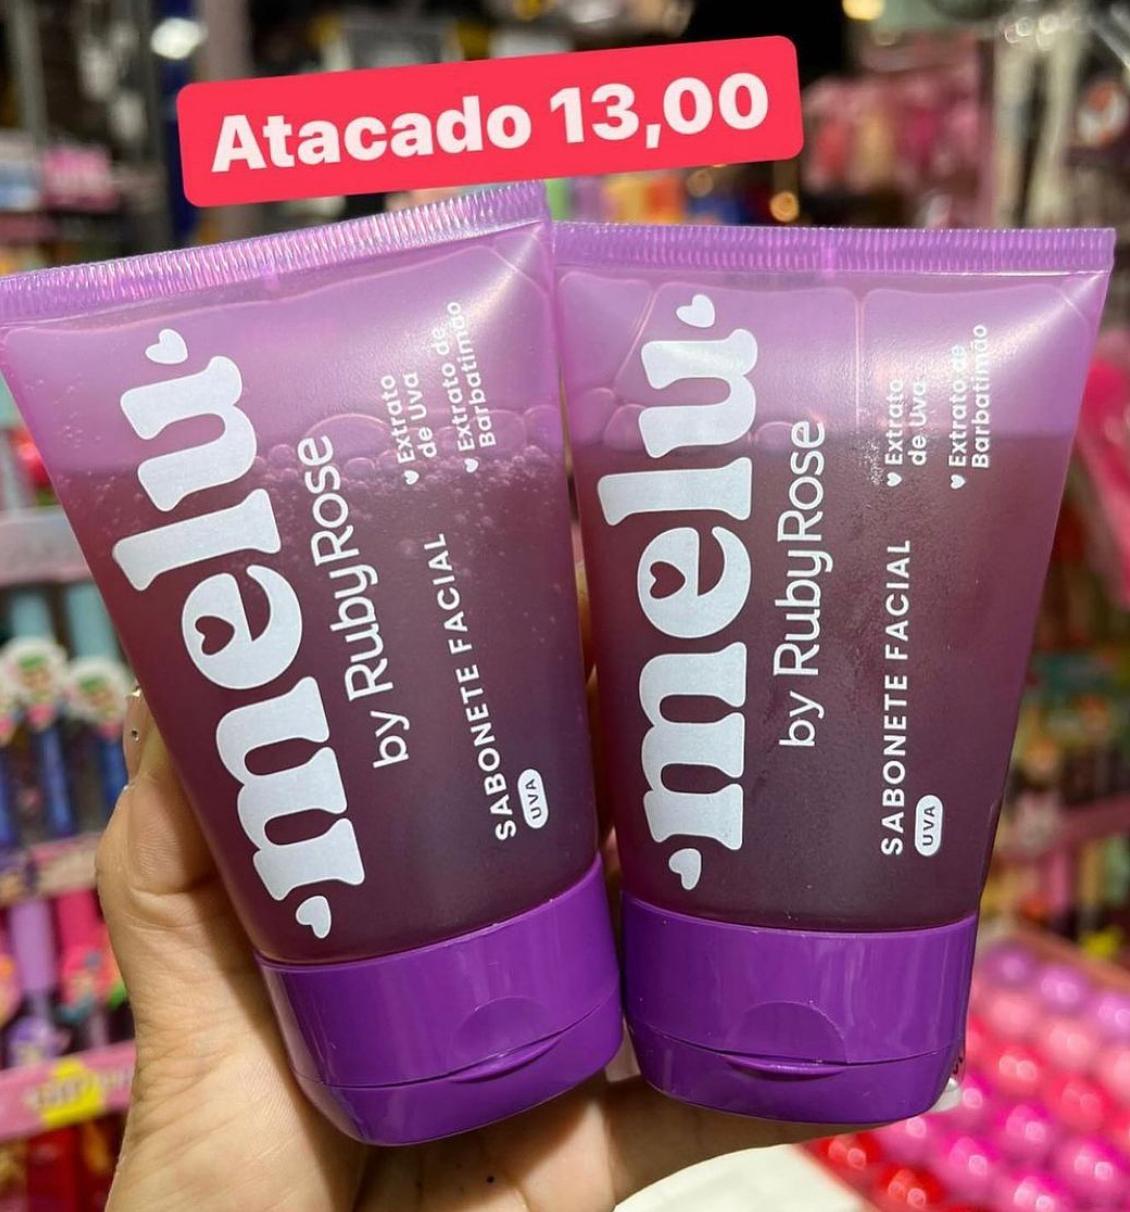 Atacado 13,00
melu
by RubyRose
SABONETE FACIAL
UVA
Extrato
de Uva
Extrato de
Barbatimão
melu
by RubyRose
SABONETE FACIAL
UVA
Extrato
de Uva
Extrato de
Barbatimão